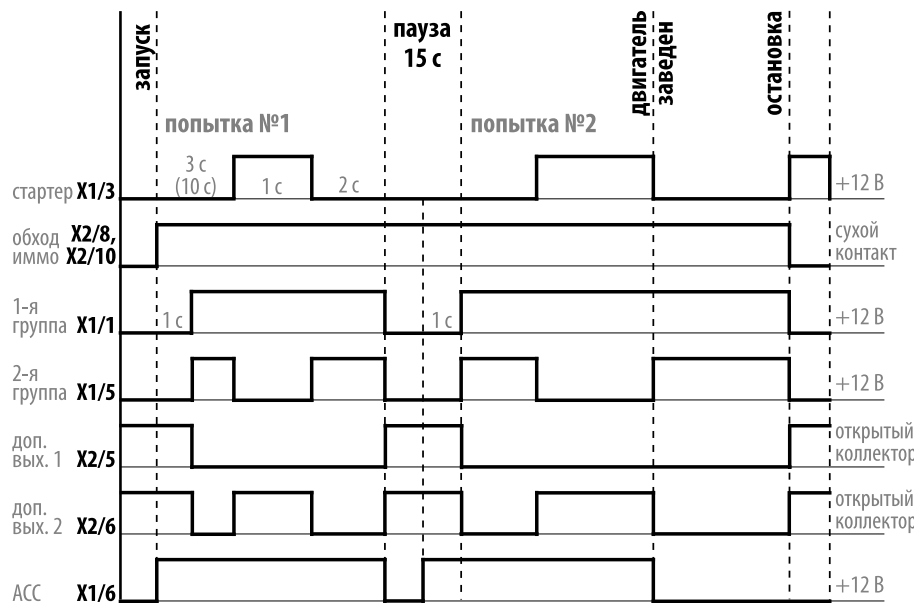 запуск
пауза
15 с
двигатель
заведен
остановка
попытка №1
попытка №2
стартер X1/3
3 с
(10 с)
1 с
2 с
+12 В
обход X2/8,
иммо X2/10
сухой
контакт
1-я
группа X1/1
1 с
1 с
+12 В
2-я
группа X1/5
+12 В
доп.
вых. 1 X2/5
открытый
коллектор
доп.
вых. 2 X2/6
открытый
коллектор
ACC X1/6
+12 В